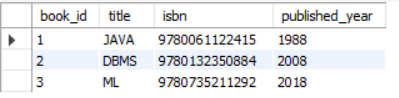 book_id title isbn published_year
1 JAVA 9780061122415 1988
2 DBMS 9780132350884 2008
3 ML 9780735211292 2018